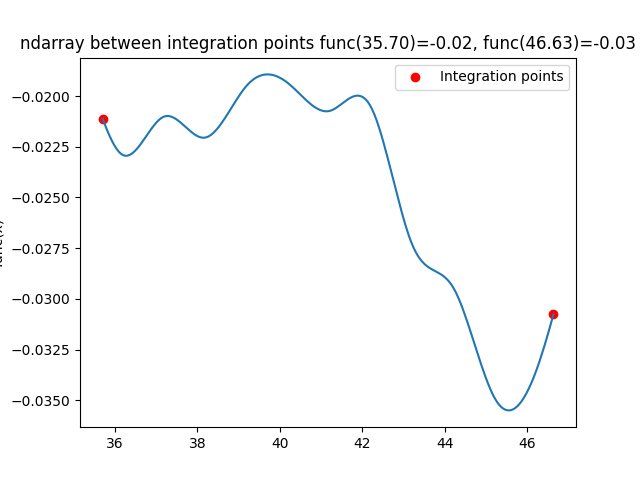 ndarray between integration points func(35.70)=-0.02, func(46.63)=-0.03
Integration points
−0.0200
−0.0225
−0.0250
−0.0275
−0.0300
−0.0325
−0.0350
36 38 40 42 44 46